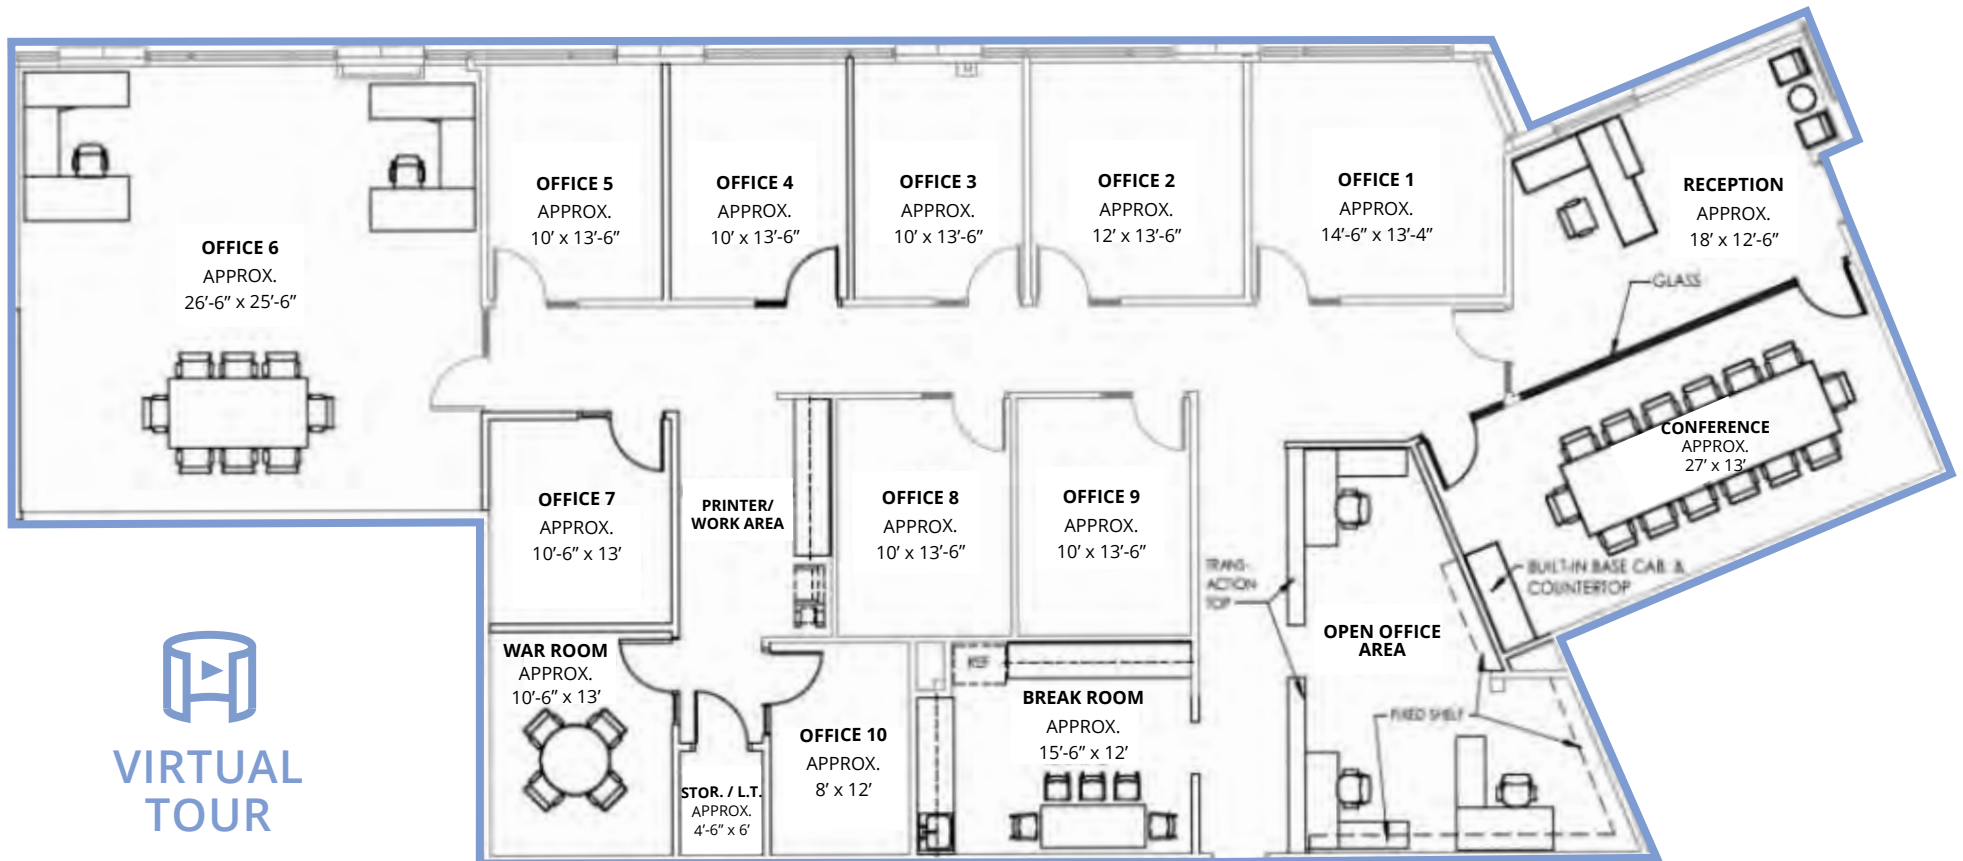 OFFICE 6
APPROX.
26’-6” x 25’-6”
OFFICE 5
APPROX.
10’ x 13’-6”
OFFICE 4
APPROX.
10’ x 13’-6”
OFFICE 3
APPROX.
10’ x 13’-6”
OFFICE 2
APPROX.
12’ x 13’-6”
OFFICE 1
APPROX.
14’-6” x 13’-4”
RECEPTION
APPROX.
18’ x 12’-6”
GLASS
CONFERENCE
APPROX.
27’ x 13’
OFFICE 7
APPROX.
10’-6” x 13’
PRINTER/
WORK AREA
OFFICE 8
APPROX.
10’ x 13’-6”
OFFICE 9
APPROX.
10’ x 13’-6”
TRANS-
ACTION
TOP
BUILT-IN BASE CAB. &
COUNTERTOP
OPEN OFFICE
AREA
WAR ROOM
APPROX.
10’-6” x 13’
REF
BREAK ROOM
APPROX.
15’-6” x 12’
FIXED SHELF
OFFICE 10
APPROX.
8’ x 12’
STOR. / L.T.
APPROX.
4’-6” x 6’
VIRTUAL
TOUR